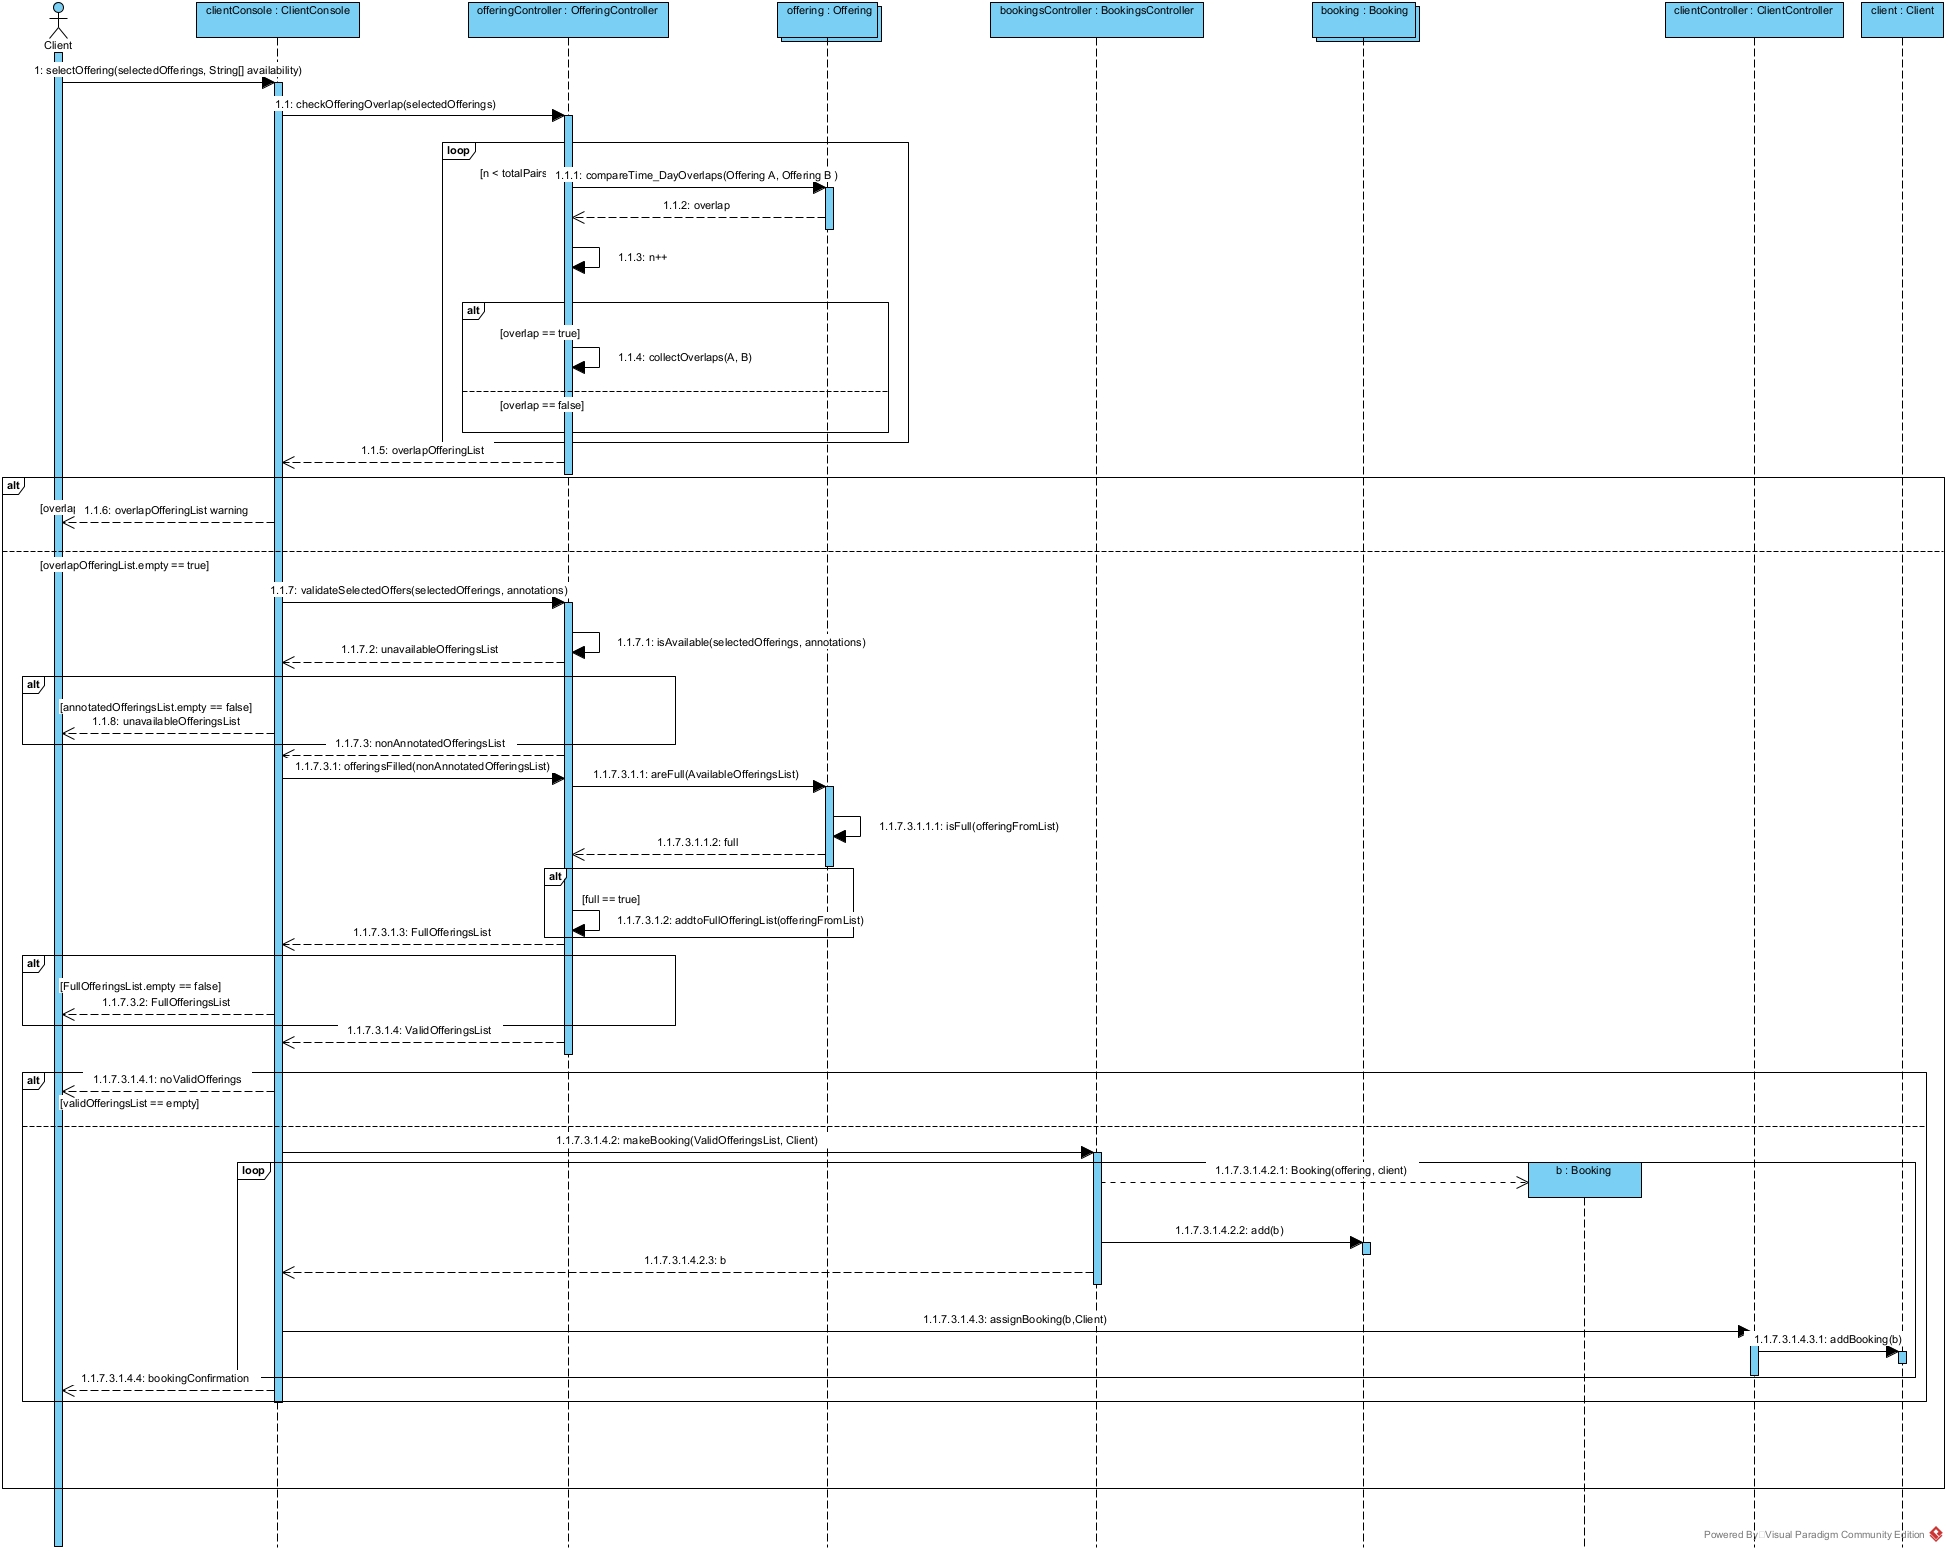 clientConsole : ClientConsole
offeringController : OfferingController
offering : Offering
bookingsController : BookingsController
booking : Booking
clientController : ClientController
client : Client
Client
1: selectOffering(selectedOfferings, String[] availability)
1.1: checkOfferingOverlap(selectedOfferings)
loop
[n < totalPairs
1.1.1: compareTime_DayOverlaps(Offering A, Offering B )
1.1.2: overlap
1.1.3: n++
alt
[overlap == true]
1.1.4: collectOverlaps(A, B)
[overlap == false]
1.1.5: overlapOfferingList
alt
[overlap
1.1.6: overlapOfferingList warning
[overlapOfferingList.empty == true]
1.1.7: validateSelectedOffers(selectedOfferings, annotations)
1.1.7.1: isAvailable(selectedOfferings, annotations)
1.1.7.2: unavailableOfferingsList
alt
[annotatedOfferingsList.empty == false]
1.1.8: unavailableOfferingsList
1.1.7.3: nonAnnotatedOfferingsList
1.1.7.3.1: offeringsFilled(nonAnnotatedOfferingsList)
1.1.7.3.1.1: areFull(AvailableOfferingsList)
1.1.7.3.1.1.1: isFull(offeringFromList)
1.1.7.3.1.1.2: full
alt
[full == true]
1.1.7.3.1.2: addtoFullOfferingList(offeringFromList)
1.1.7.3.1.3: FullOfferingsList
alt
[FullOfferingsList.empty == false]
1.1.7.3.2: FullOfferingsList
1.1.7.3.1.4: ValidOfferingsList
alt
1.1.7.3.1.4.1: noValidOfferings
[validOfferingsList == empty]
1.1.7.3.1.4.2: makeBooking(ValidOfferingsList, Client)
loop
1.1.7.3.1.4.2.1: Booking(offering, client)
b : Booking
1.1.7.3.1.4.2.2: add(b)
1.1.7.3.1.4.2.3: b
1.1.7.3.1.4.3: assignBooking(b,Client)
1.1.7.3.1.4.3.1: addBooking(b)
1.1.7.3.1.4.4: bookingConfirmation
Powered By Visual Paradigm Community Edition